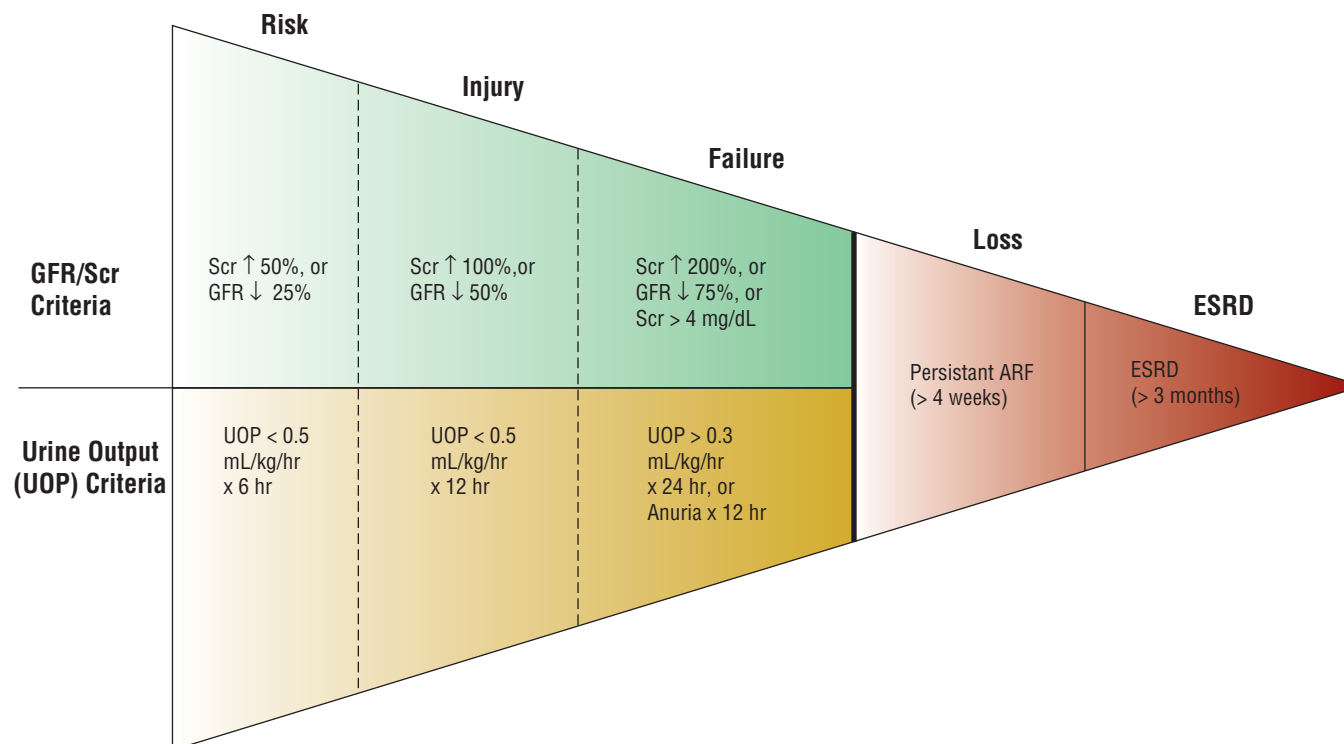 Risk
Injury
Failure
Loss
ESRD
GFR/Scr
Criteria
Scr ↑ 50%, or
GFR ↓ 25%
Scr ↑ 100%,or
GFR ↓ 50%
Scr ↑ 200%, or
GFR ↓ 75%, or
Scr > 4 mg/dL
Persistant ARF
(> 4 weeks)
ESRD
(> 3 months)
Urine Output
(UOP) Criteria
UOP < 0.5
mL/kg/hr
x 6 hr
UOP < 0.5
mL/kg/hr
x 12 hr
UOP > 0.3
mL/kg/hr
x 24 hr, or
Anuria x 12 hr